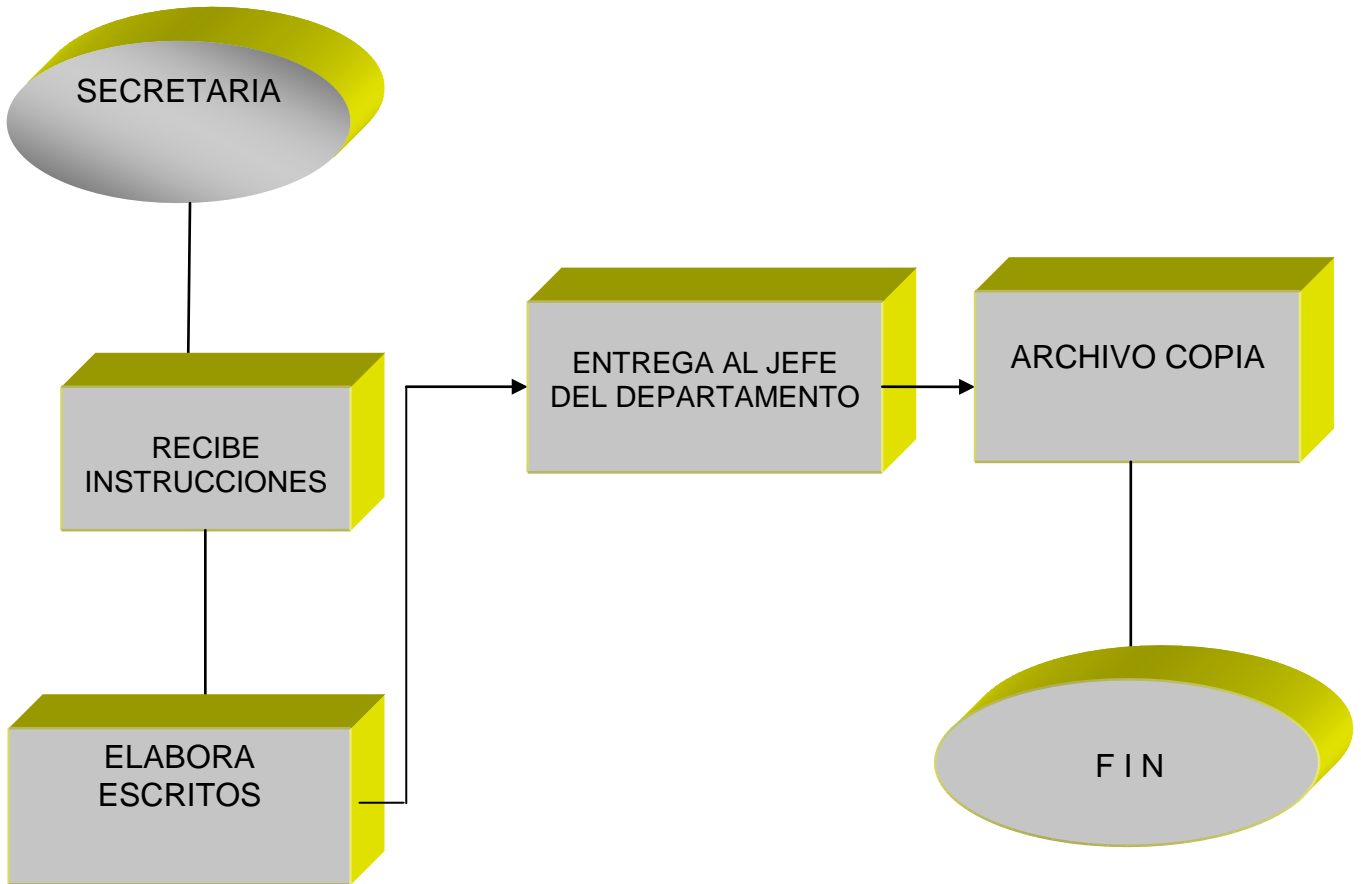 SECRETARIA
RECIBE
INSTRUCCIONES
ELABORA
ESCRITOS
ENTREGA AL JEFE
DEL DEPARTAMENTO
ARCHIVO COPIA
F I N